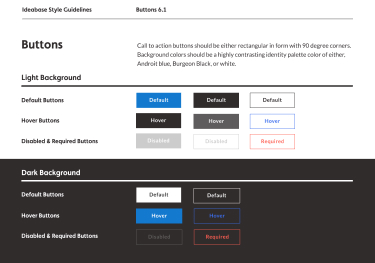 Ideabase Style Guidelines Buttons 6.1
Buttons
Call to action buttons should be either rectangular in form with 90 degree corners.
Background colors should be a highly contrasting identity palette color of either,
Androit blue, Burgeon Black, or white.
Light Background
Default Buttons Default Default Default
Hover Buttons Hover Hover Hover
Disabled & Required Buttons Disabled Disabled Required
Dark Background
Default Buttons Default Default
Hover Buttons Hover Hover
Disabled & Required Buttons Disabled Required